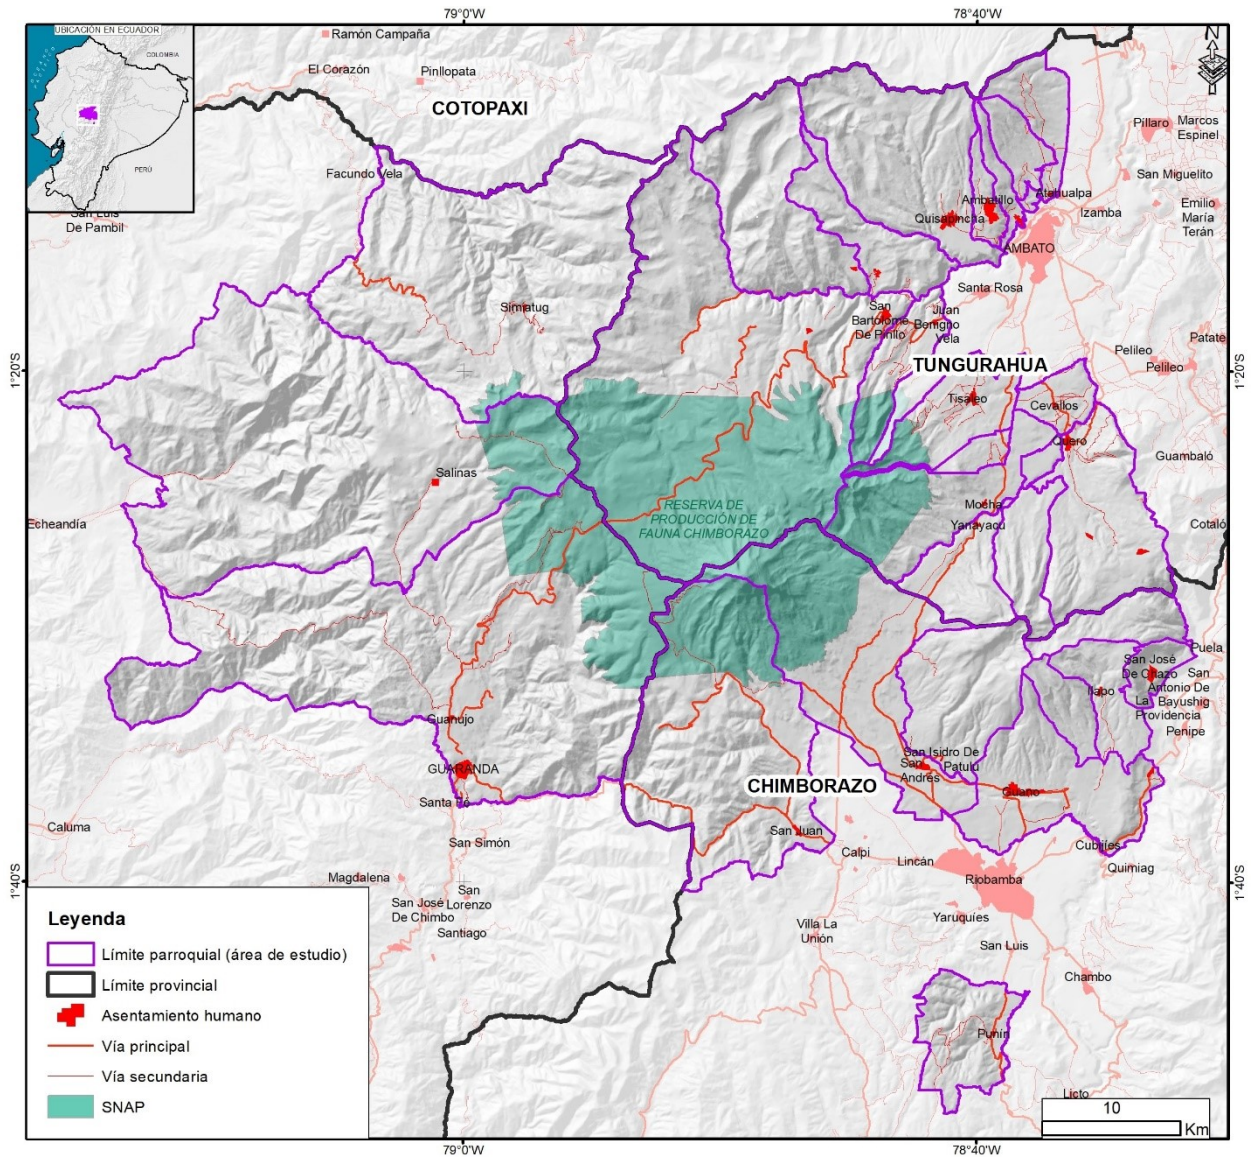 79°0'W
78°40'W
UBICACIÓN EN ECUADOR
COLOMBIA
PERÚ
N
Ramón Campaña
El Corazón
Pinllopata
COTOPAXI
Píllaro
Marcos
Espinel
Facundo Vela
San Miguelito
San Luis
De Pambil
Atahualpa
Ambatillo
Quisapincha
Izamba
Emilio
María
Terán
AMBATO
Santa Rosa
Simiatug
San
Bartolomé
De Pinllo
Juan
Benigno
Vela
Patate
Pelileo
Pelileo
TUNGURAHUA
1°20'S
1°20'S
Tisaleo
Cevallos
Quero
Guambaló
Salinas
Echeandía
RESERVA DE
PRODUCCIÓN DE
FAUNA CHIMBORAZO
Mocha
Yanayacu
Cotaló
Puela
San José
De Chazo
San
Antonio De
Bayushig
Ilapo
La
Providencia
Penipe
Guanujo
San Isidro De
Patulú
San
Andrés
GUARANDA
CHIMBORAZO
Guano
Santa Fé
Caluma
San Juan
San Simón
Calpi
Licán
Cubijíes
Quimiag
1°40'S
1°40'S
Magdalena
Riobamba
San
Lorenzo
San José
De Chimbo
Santiago
Yaruquíes
Villa La
Unión
San Luis
Chambo
Punín
Licto
Leyenda
Límite parroquial (área de estudio)
Límite provincial
Asentamiento humano
Vía principal
Vía secundaria
SNAP
10
Km
79°0'W
78°40'W